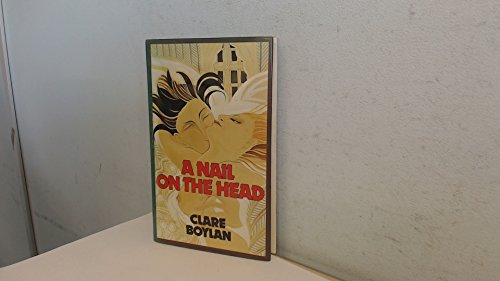 A NAIL
ON THE HEAD
CLARE
BOYLAN